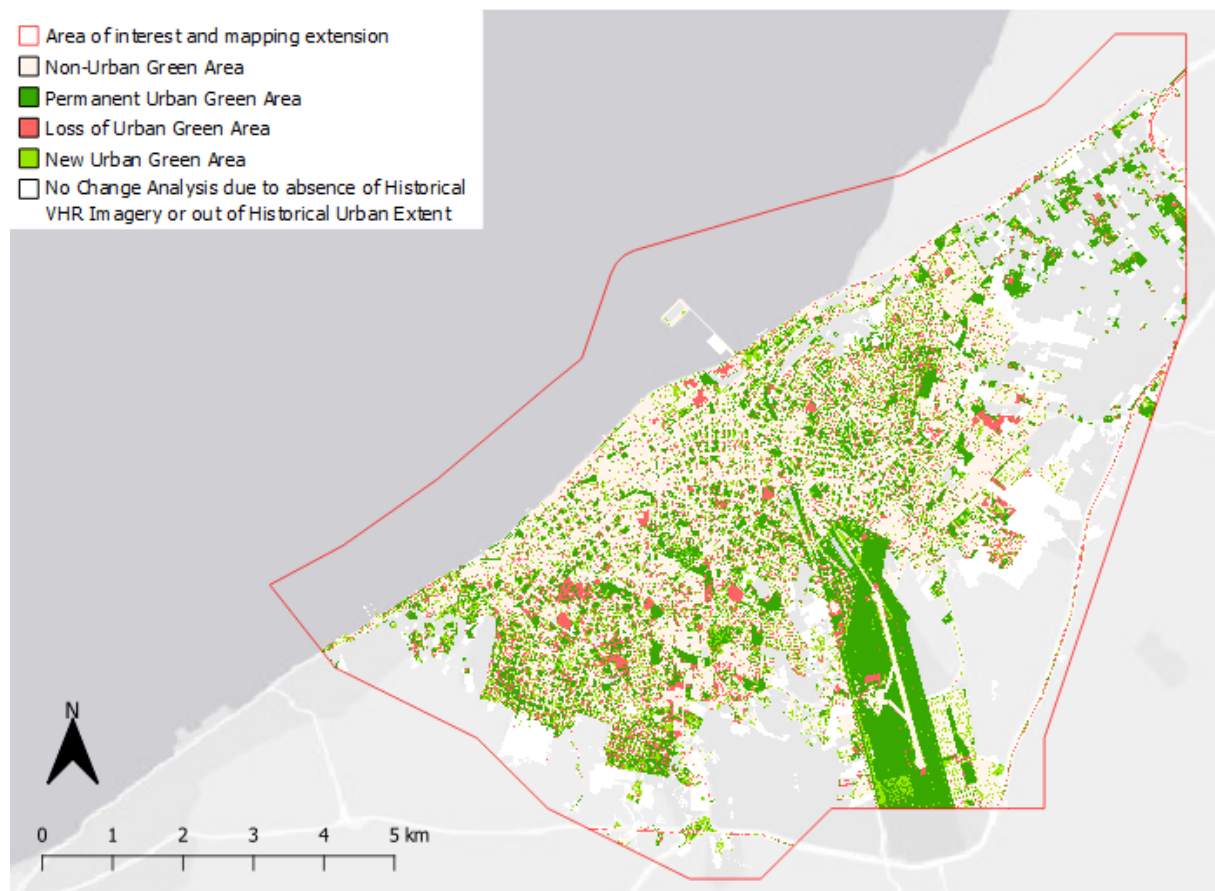 Area of interest and mapping extension
Non-Urban Green Area
Permanent Urban Green Area
Loss of Urban Green Area
New Urban Green Area
No Change Analysis due to absence of Historical
VHR Imagery or out of Historical Urban Extent
N
0 1 2 3 4 5 km